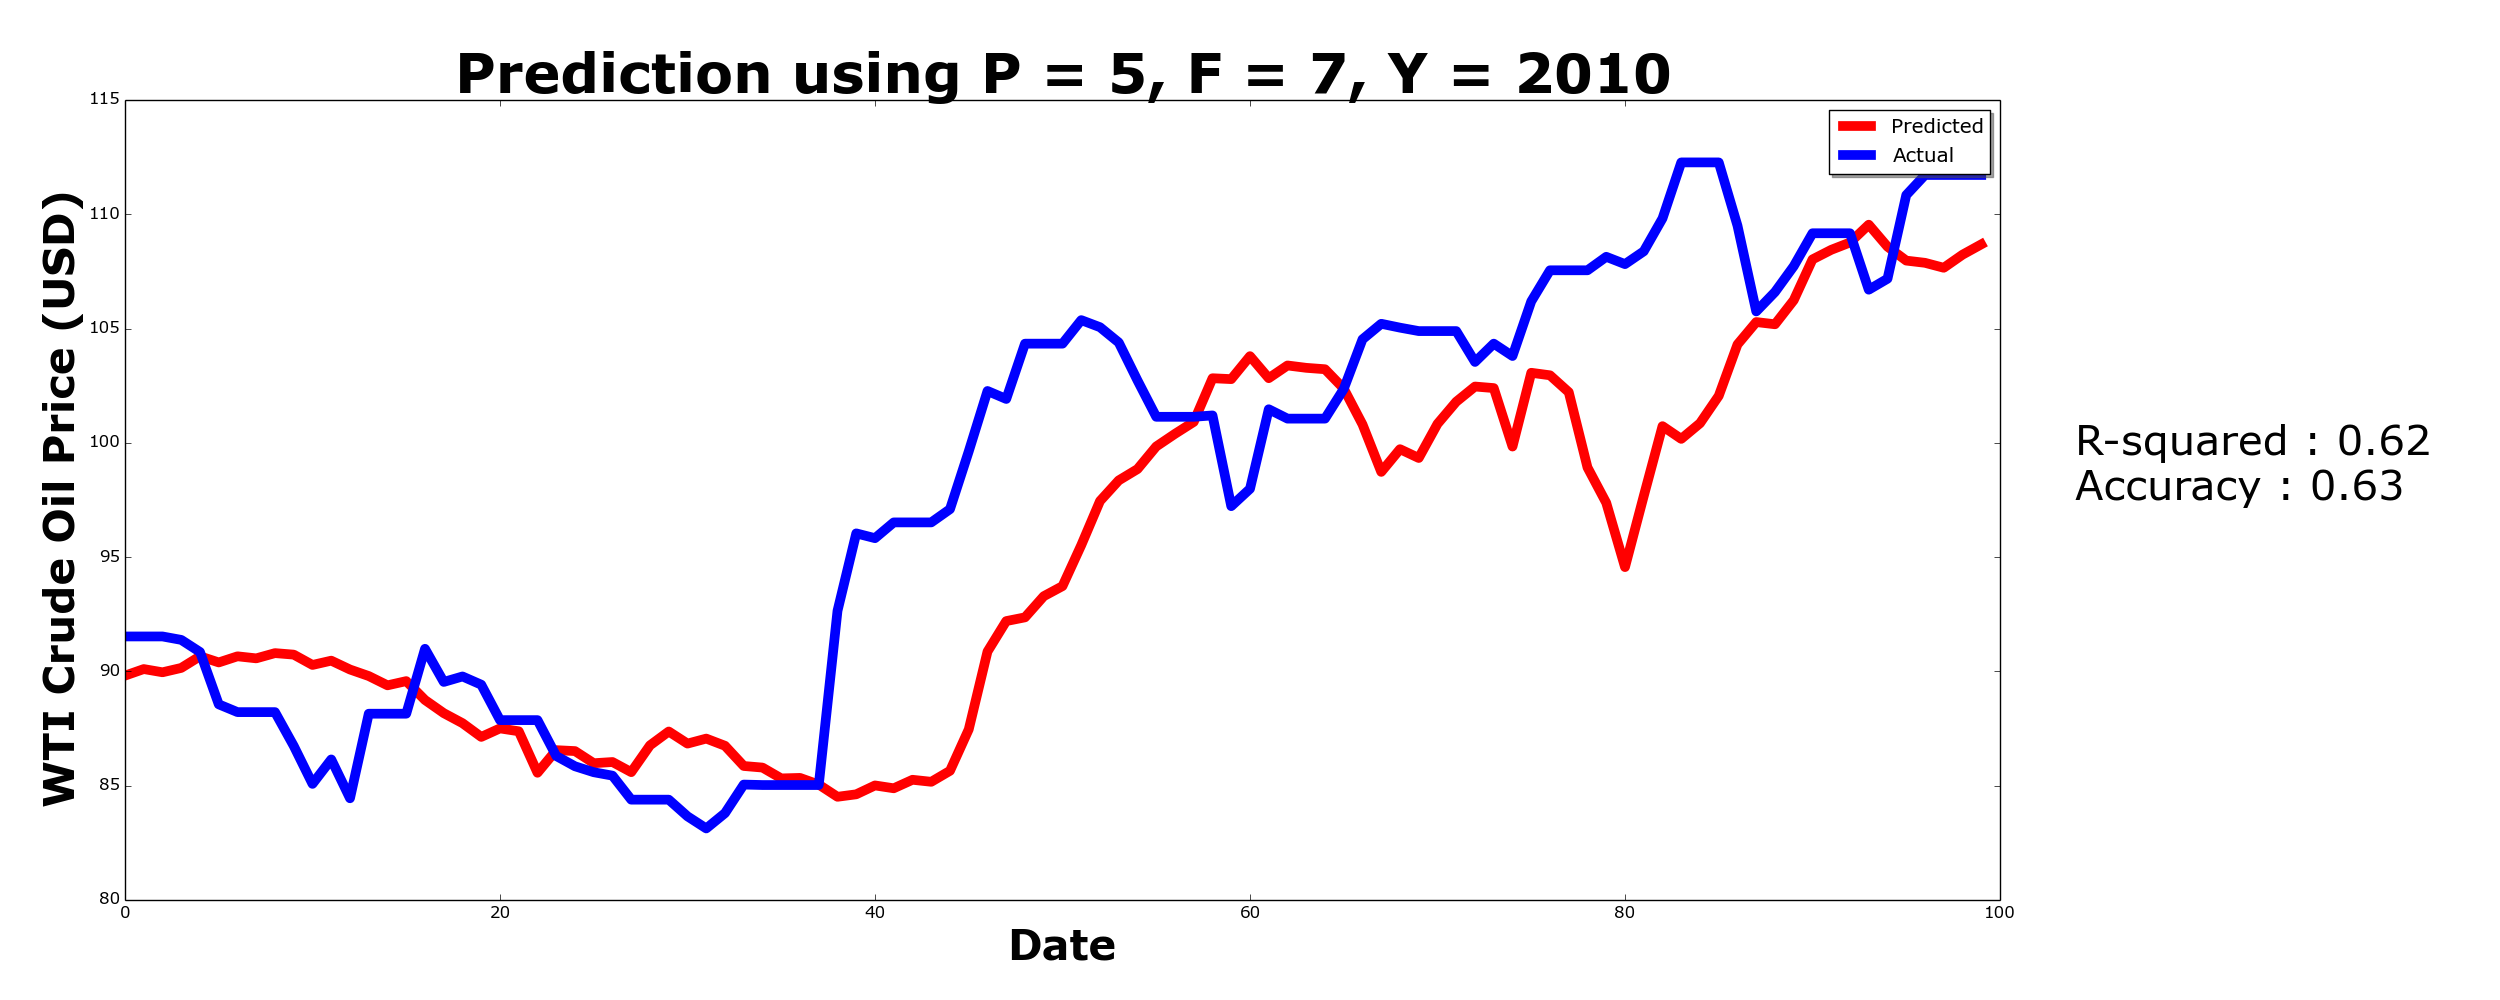 Prediction using P = 5, F = 7, Y = 2010
WTI Crude Oil Price (USD)
115
110
105
100
95
90
85
80
0 20 40 60 80 100
Date
Predicted
Actual
R-squared : 0.62
Accuracy : 0.63